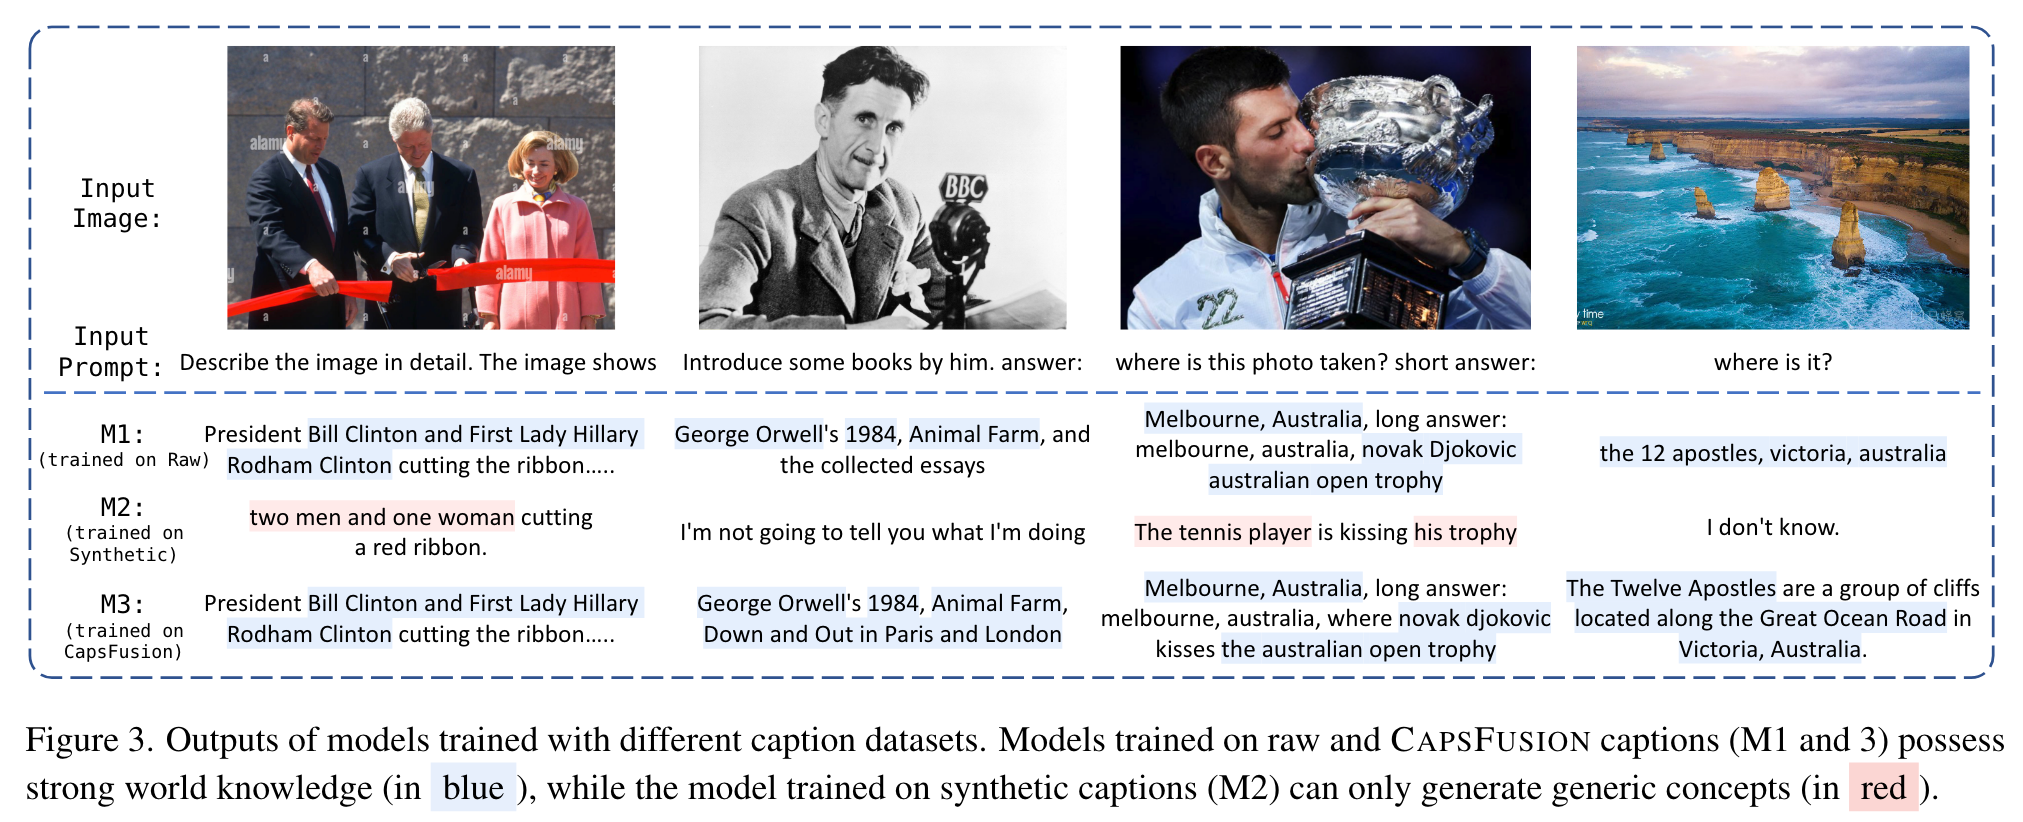 alamy
alamy
alamy
alamy
BBC
22
y time
Input
Image:
Input
Prompt:
Describe the image in detail. The image shows
Introduce some books by him. answer:
where is this photo taken? short answer:
where is it?
M1:
(trained on Raw)
President Bill Clinton and First Lady Hillary
Rodham Clinton cutting the ribbon.....
George Orwell's 1984, Animal Farm, and
the collected essays
Melbourne, Australia, long answer:
melbourne, australia, novak Djokovic
australian open trophy
the 12 apostles, victoria, australia
M2:
(trained on
Synthetic)
two men and one woman cutting
a red ribbon.
I'm not going to tell you what I'm doing
The tennis player is kissing his trophy
I don't know.
M3:
(trained on
CapsFusion)
President Bill Clinton and First Lady Hillary
Rodham Clinton cutting the ribbon.....
George Orwell's 1984, Animal Farm,
Down and Out in Paris and London
Melbourne, Australia, long answer:
melbourne, australia, where novak djokovic
kisses the australian open trophy
The Twelve Apostles are a group of cliffs
located along the Great Ocean Road in
Victoria, Australia.
Figure 3. Outputs of models trained with different caption datasets. Models trained on raw and CAPSFUSION captions (M1 and 3) possess
strong world knowledge (in blue ), while the model trained on synthetic captions (M2) can only generate generic concepts (in red ).